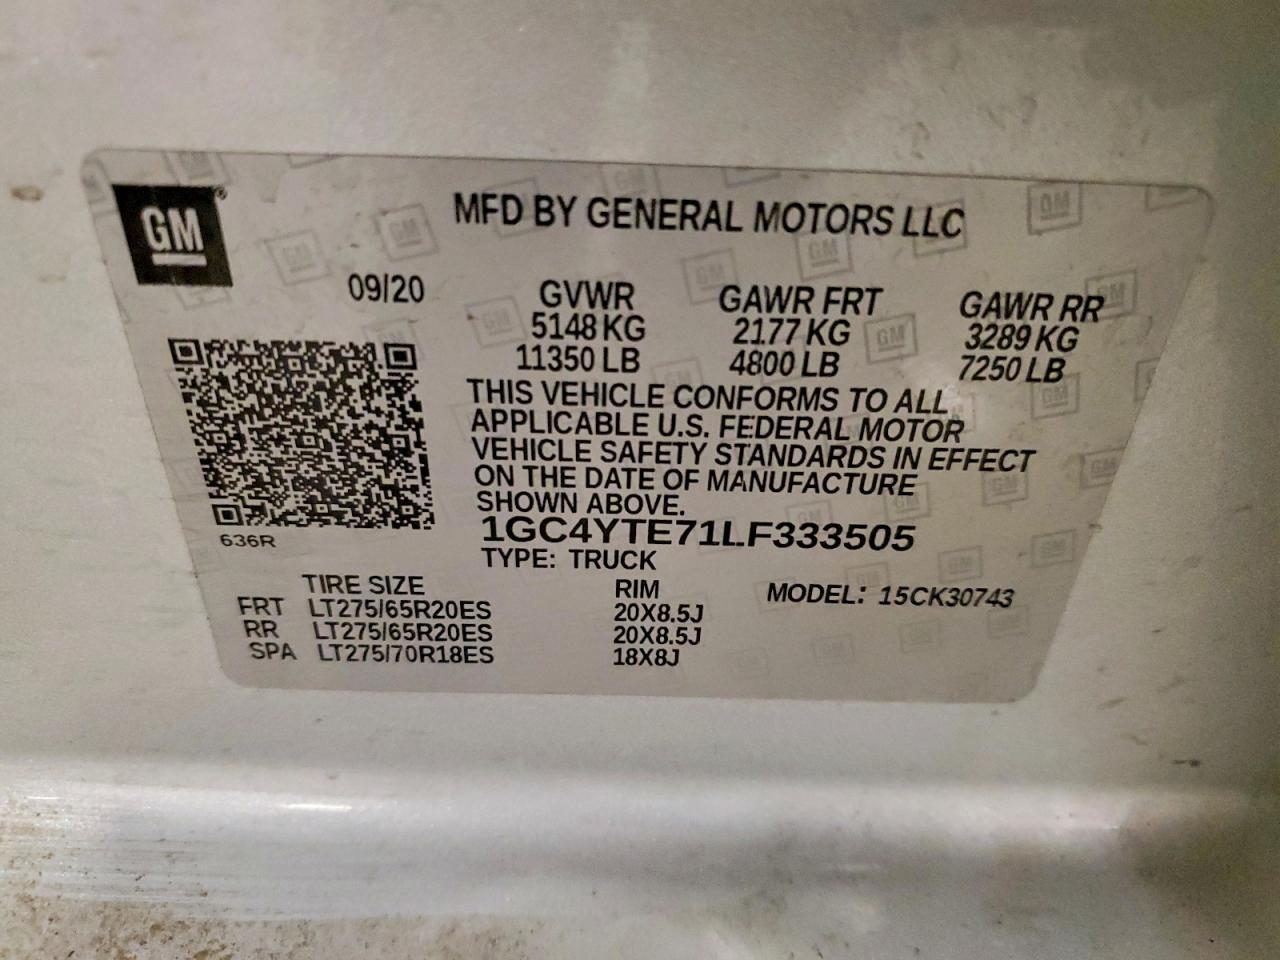 GM
MFD BY GENERAL MOTORS LLC
09/20
GVWR GAWR FRT GAWR RR
5148 KG 2177 KG 3289 KG
11350 LB 4800 LB 7250 LB
THIS VEHICLE CONFORMS TO ALL
APPLICABLE U.S. FEDERAL MOTOR
VEHICLE SAFETY STANDARDS IN EFFECT
ON THE DATE OF MANUFACTURE
SHOWN ABOVE.
1GC4YTE71LF333505
636R
TYPE: TRUCK
TIRE SIZE RIM MODEL: 15CK30743
FRT LT275/65R20ES 20X8.5J
RR LT275/65R20ES 20X8.5J
SPA LT275/70R18ES 18X8J